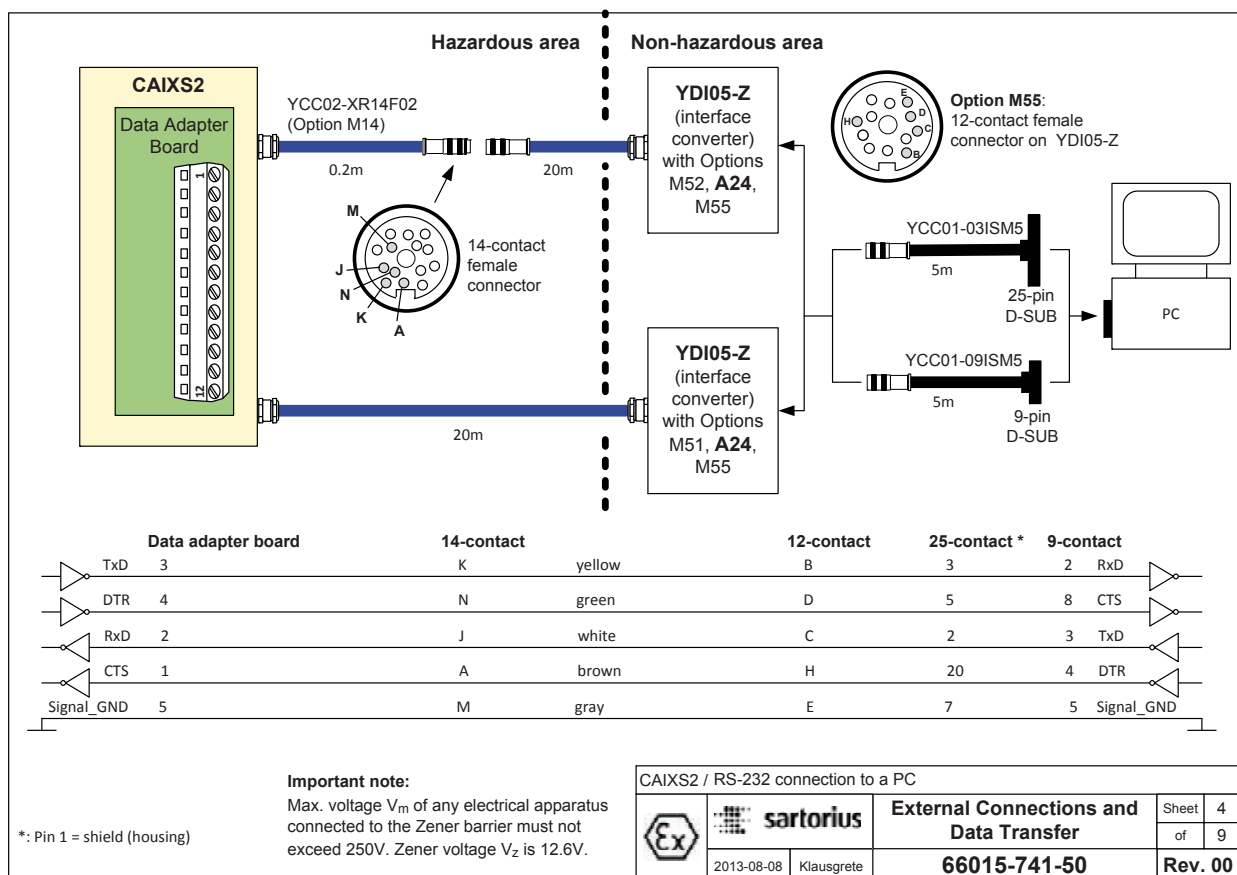 Hazardous area
Non-hazardous area
CAIXS2
Data Adapter
Board
1
12
YCC02-XR14F02
(Option M14)
0.2m
20m
M
J
N
K
A
14-contact
female
connector
20m
YDI05-Z
(interface
converter)
with Options
M52, A24,
M55
YDI05-Z
(interface
converter)
with Options
M51, A24,
M55
E
D
C
B
H
Option M55:
12-contact female
connector on YDI05-Z
YCC01-03ISM5
5m
25-pin
D-SUB
YCC01-09ISM5
5m
9-pin
D-SUB
PC
Data adapter board 14-contact 12-contact 25-contact * 9-contact
TxD 3 K yellow B 3 2 RxD
DTR 4 N green D 5 8 CTS
RxD 2 J white C 2 3 TxD
CTS 1 A brown H 20 4 DTR
Signal_GND 5 M gray E 7 5 Signal_GND
*: Pin 1 = shield (housing)
Important note:
Max. voltage Vm of any electrical apparatus
connected to the Zener barrier must not
exceed 250V. Zener voltage Vz is 12.6V.
CAIXS2 / RS-232 connection to a PC
Ex
sartorius
2013-08-08 Klausgrete
External Connections and
Data Transfer
66015-741-50
Sheet 4
of 9
Rev. 00